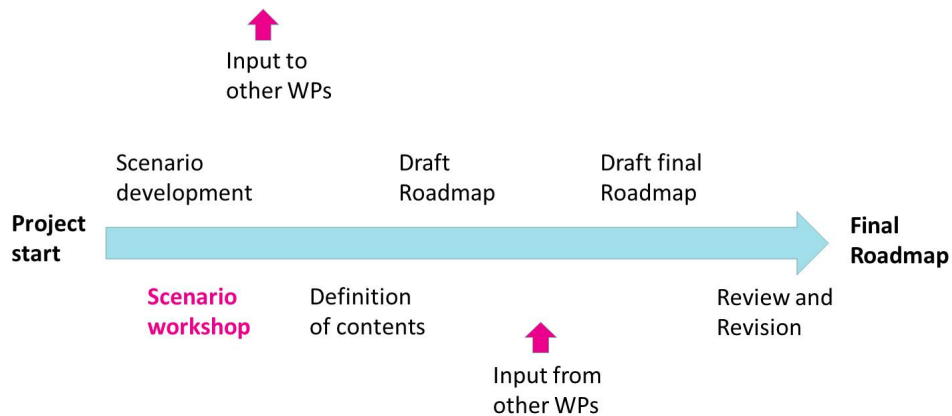 Input to
other WPs
Scenario
development
Draft
Roadmap
Draft final
Roadmap
Project
start
Final
Roadmap
Scenario
workshop
Definition
of contents
Review and
Revision
Input from
other WPs